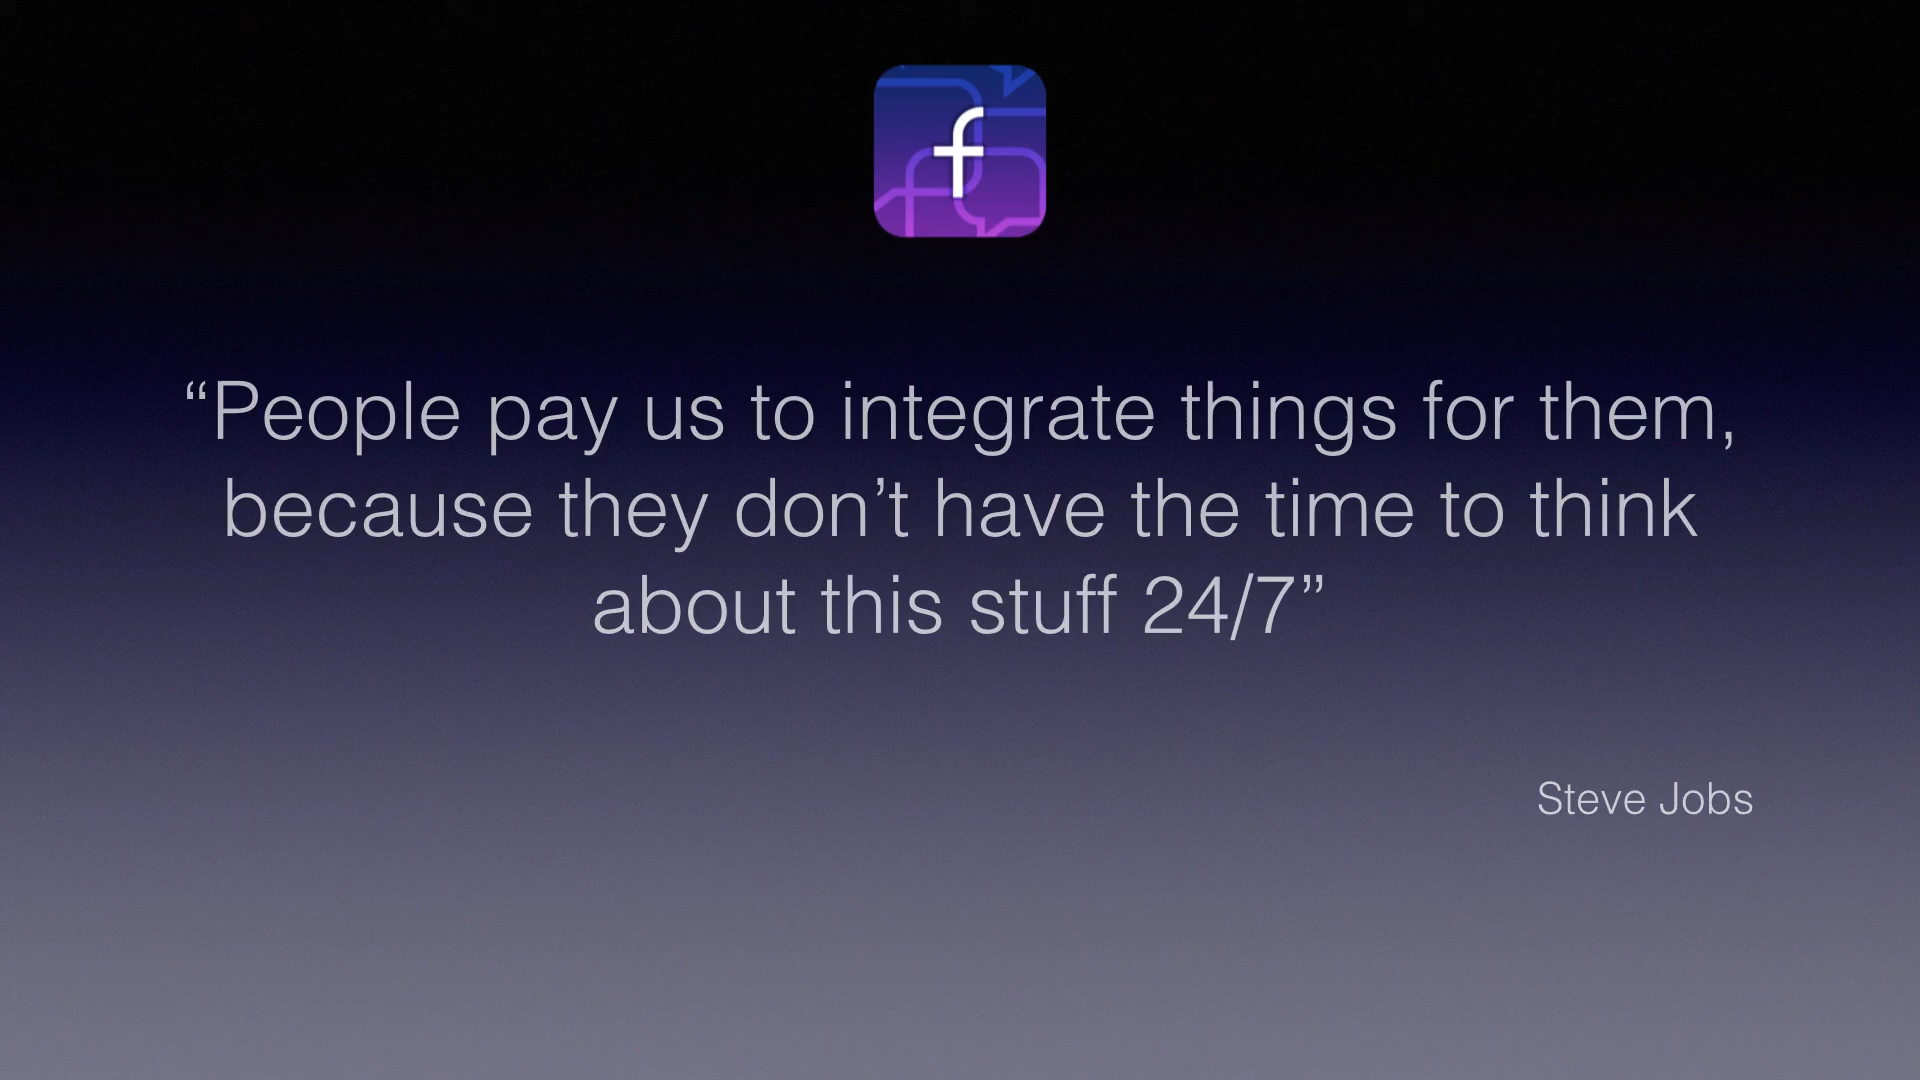 f
“People pay us to integrate things for them,
because they don’t have the time to think
about this stuff 24/7”
Steve Jobs